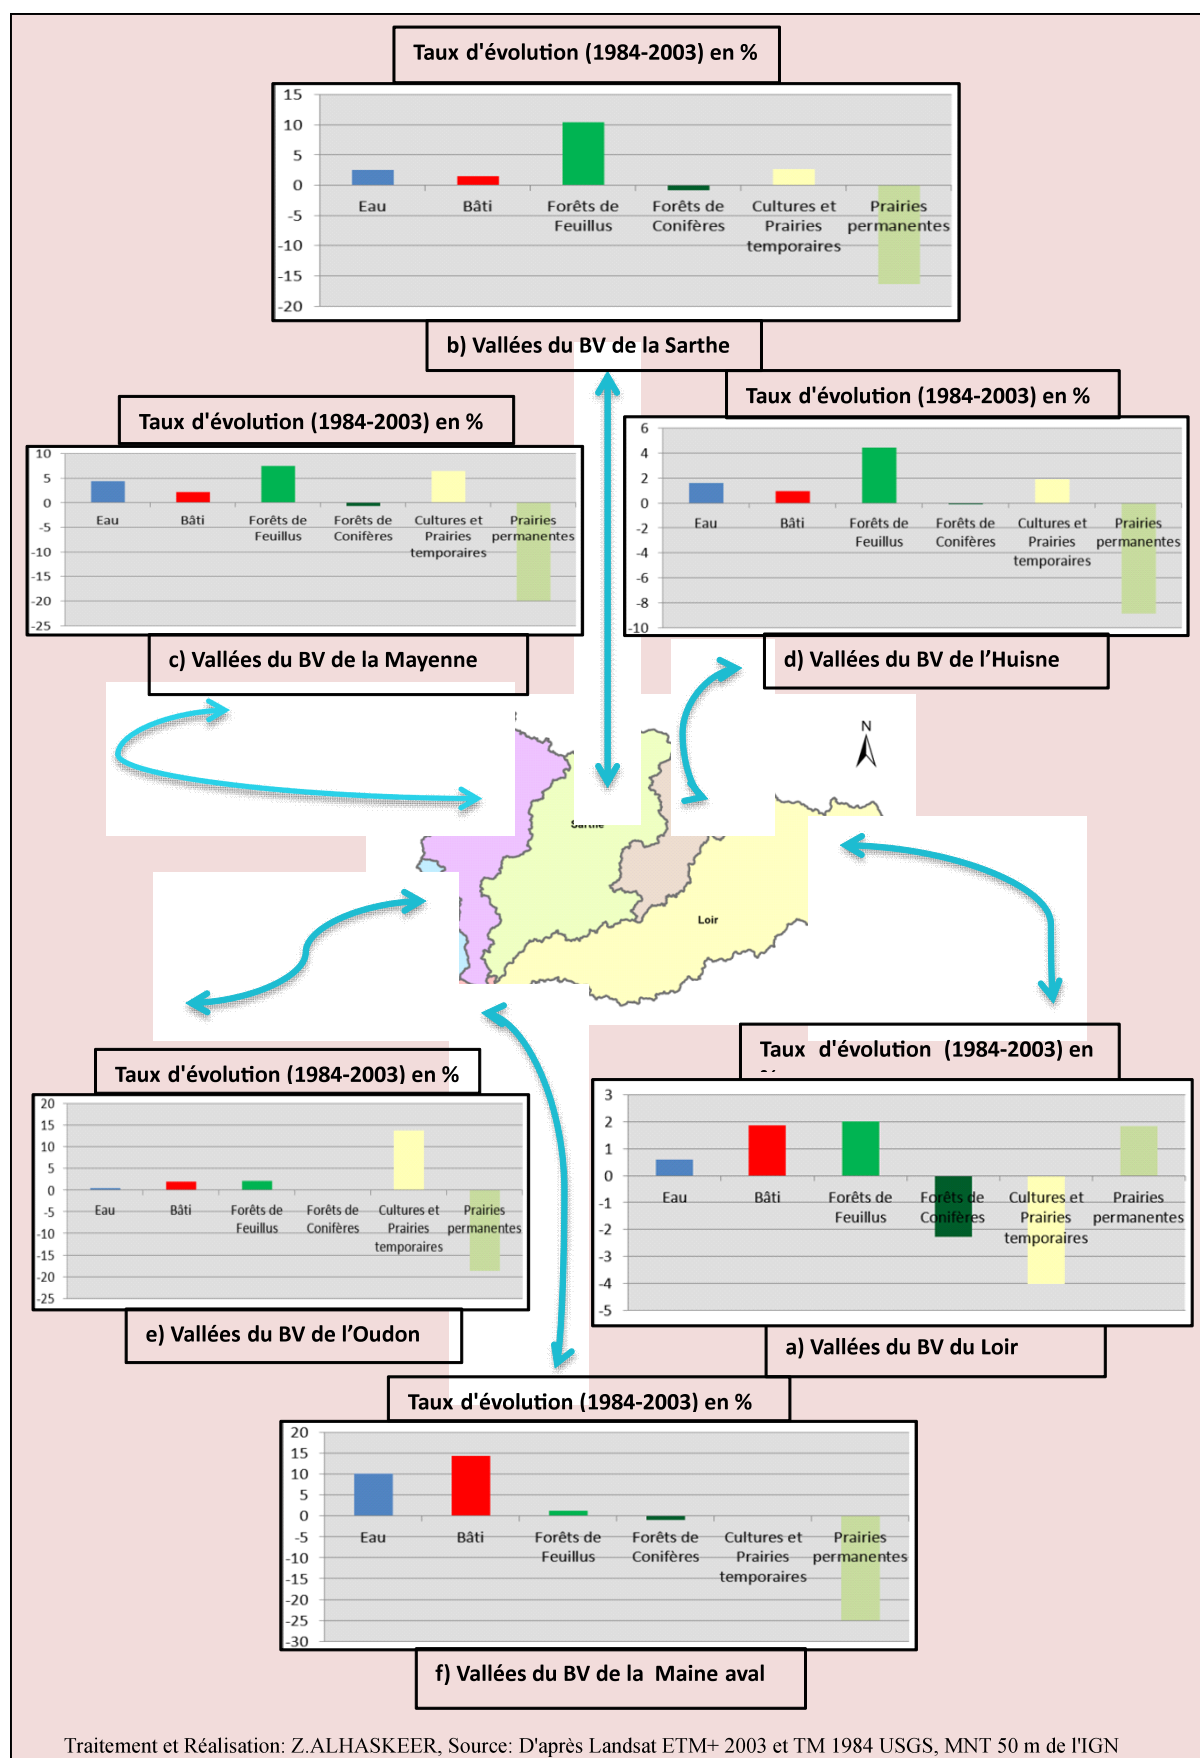 Taux d'évolution (1984-2003) en %
15
10
5
0
-5
-10
-15
-20
Eau
Bâti
Forêts de
Feuillus
Forêts de
Conifères
Cultures et
Prairies
temporaires
Prairies
permanentes
b) Vallées du BV de la Sarthe
Taux d'évolution (1984-2003) en %
10
5
0
-5
-10
-15
-20
-25
Eau
Bâti
Forêts de
Feuillus
Forêts de
Conifères
Cultures et
Prairies
temporaires
Prairies
permanentes
c) Vallées du BV de la Mayenne
Taux d'évolution (1984-2003) en %
6
4
2
0
-2
-4
-6
-8
-10
Eau
Bâti
Forêts de
Feuillus
Forêts de
Conifères
Cultures et
Prairies
temporaires
Prairies
permanentes
d) Vallées du BV de l’Huisne
N
Sarthe
Loir
Taux d'évolution (1984-2003) en %
20
15
10
5
0
-5
-10
-15
-20
-25
Eau
Bâti
Forêts de
Feuillus
Forêts de
Conifères
Cultures et
Prairies
temporaires
Prairies
permanentes
e) Vallées du BV de l’Oudon
Taux d'évolution (1984-2003) en
3
2
1
0
-1
-2
-3
-4
-5
Eau
Bâti
Forêts de
Feuillus
Forêts de
Conifères
Cultures et
Prairies
temporaires
Prairies
permanentes
a) Vallées du BV du Loir
Taux d'évolution (1984-2003) en %
20
15
10
5
0
-5
-10
-15
-20
-25
-30
Eau
Bâti
Forêts de
Feuillus
Forêts de
Conifères
Cultures et
Prairies
temporaires
Prairies
permanentes
f) Vallées du BV de la Maine aval
Traitement et Réalisation: Z.ALHASKEER, Source: D'après Landsat ETM+ 2003 et TM 1984 USGS, MNT 50 m de l'IGN